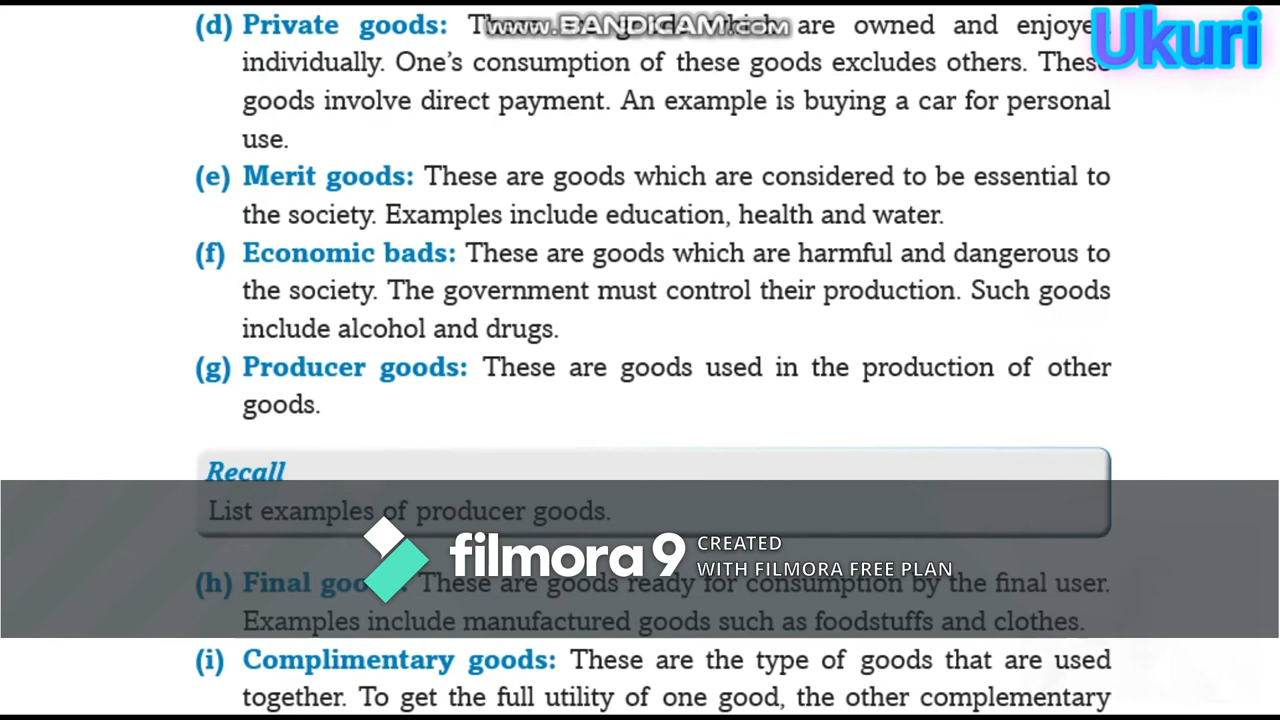 (d) Private goods: www.BANDICAM.com which are owned and enjoye Ukuri
individually. One's consumption of these goods excludes others. These
goods involve direct payment. An example is buying a car for personal
use.
(e) Merit goods: These are goods which are considered to be essential to
the society. Examples include education, health and water.
(f) Economic bads: These are goods which are harmful and dangerous to
the society. The government must control their production. Such goods
include alcohol and drugs.
(g) Producer goods: These are goods used in the production of other
goods.
Recall
List examples of producer goods.
filmora9 CREATED
WITH FILMORA FREE PLAN
(h) Final These are goods ready for consumption by the final user.
Examples include manufactured goods such as foodstuffs and clothes.
(i) Complimentary goods: These are the type of goods that are used
together. To get the full utility of one good, the other complementary